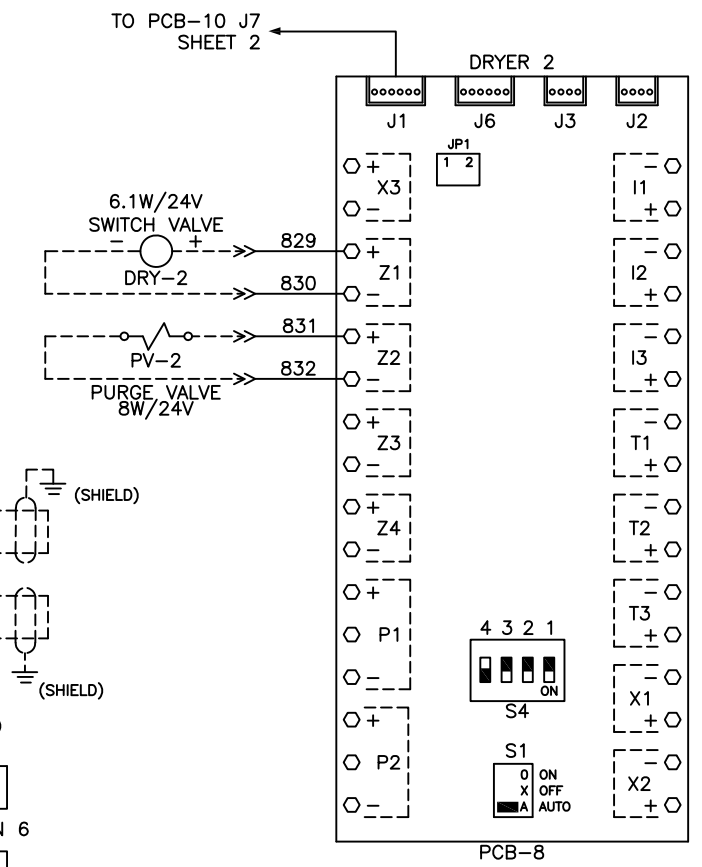 TO PCB-10 J7
SHEET 2
DRYER 2
J1 J6 J3 J2
JP1
1 2
+ X3 -
- I1 +
6.1W/24V
SWITCH VALVE
- +
DRY-2
829
830
+ Z1 -
- I2 +
831
832
PV-2
PURGE VALVE
8W/24V
+ Z2 -
- I3 +
+ Z3 -
- T1 +
(SHIELD)
+ Z4 -
- T2 +
+ P1 -
- T3 +
(SHIELD)
4 3 2 1
ON
S4
- X1 +
+ P2 -
S1
O ON
X OFF
A AUTO
- X2 +
6
PCB-8